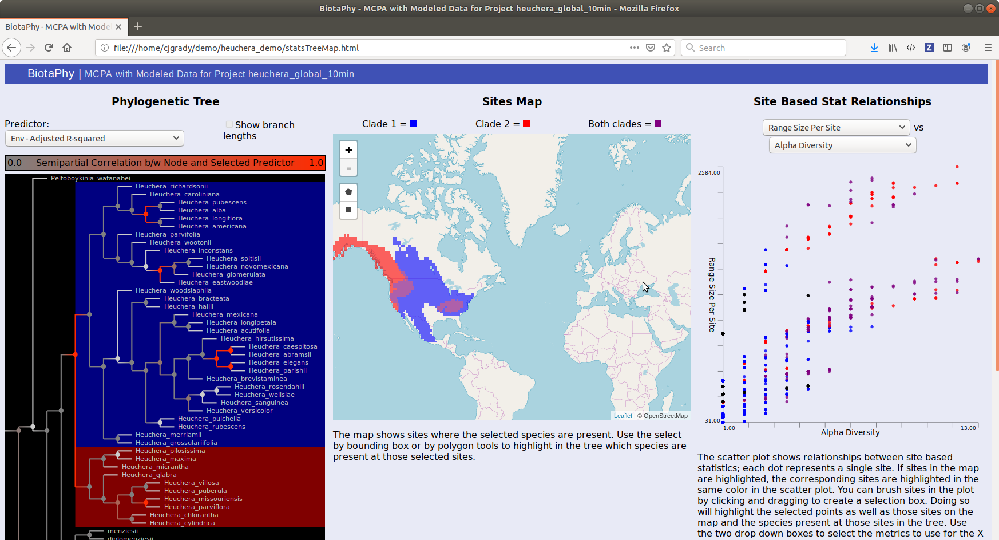 BiotaPhy - MCPA with Modeled Data for Project heuchera_global_10min - Mozilla Firefox
BiotaPhy - MCPA with Mode
file:///home/cjgrady/demo/heuchera_demo/statsTreeMap.html
Search
BiotaPhy | MCPA with Modeled Data for Project heuchera_global_10min
Phylogenetic Tree
Predictor:
Show branch
lengths
Env - Adjusted R-squared
0.0 Semipartial Correlation b/w Node and Selected Predictor 1.0
Peltoboykinia_watanabei
Heuchera_richardsonii
Heuchera_caroliniana
Heuchera_pubescens
Heuchera_alba
Heuchera_longiflora
Heuchera_americana
Heuchera_parvifolia
Heuchera_wootonii
Heuchera_inconstans
Heuchera_soltisii
Heuchera_novomexicana
Heuchera_glomerulata
Heuchera_eastwoodiae
Heuchera_woodsiaphila
Heuchera_bracteata
Heuchera_hallii
Heuchera_mexicana
Heuchera_longipetala
Heuchera_acutifolia
Heuchera_hirsutissima
Heuchera_caespitosa
Heuchera_abramsii
Heuchera_elegans
Heuchera_parishii
Heuchera_brevistaminea
Heuchera_rosendahlii
Heuchera_wellsiae
Heuchera_sanguinea
Heuchera_versicolor
Heuchera_pulchella
Heuchera_rubescens
Heuchera_merriamii
Heuchera_grossulariifolia
Heuchera_pilosissima
Heuchera_maxima
Heuchera_micrantha
Heuchera_glabra
Heuchera_villosa
Heuchera_puberula
Heuchera_missouriensis
Heuchera_parviflora
Heuchera_chlorantha
Heuchera_cylindrica
menziesii
diplomenziesii
Sites Map
Clade 1 =
Clade 2 =
Both clades =
+
-
Leaflet | © OpenStreetMap
The map shows sites where the selected species are present. Use the select
by bounding box or by polygon tools to highlight in the tree which species are
present at those selected sites.
Site Based Stat Relationships
Range Size Per Site vs
Alpha Diversity
2584.00
Range Size Per Site
31.00
1.00
13.00
Alpha Diversity
The scatter plot shows relationships between site based
statistics; each dot represents a single site. If sites in the map
are highlighted, the corresponding sites are highlighted in the
same color in the scatter plot. You can brush sites in the plot
by clicking and dragging to create a selection box. Doing so
will highlight the selected points as well as those sites on the
map and the species present at those sites in the tree. Use
the two drop down boxes to select the metrics to use for the X